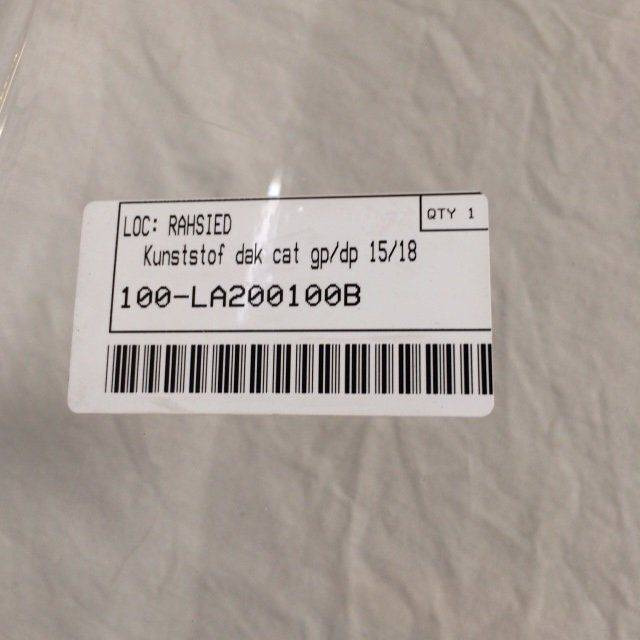 LOC: RAHSIED
QTY 1
Kunststof dak cat gp/dp 15/18
100-LA200100B